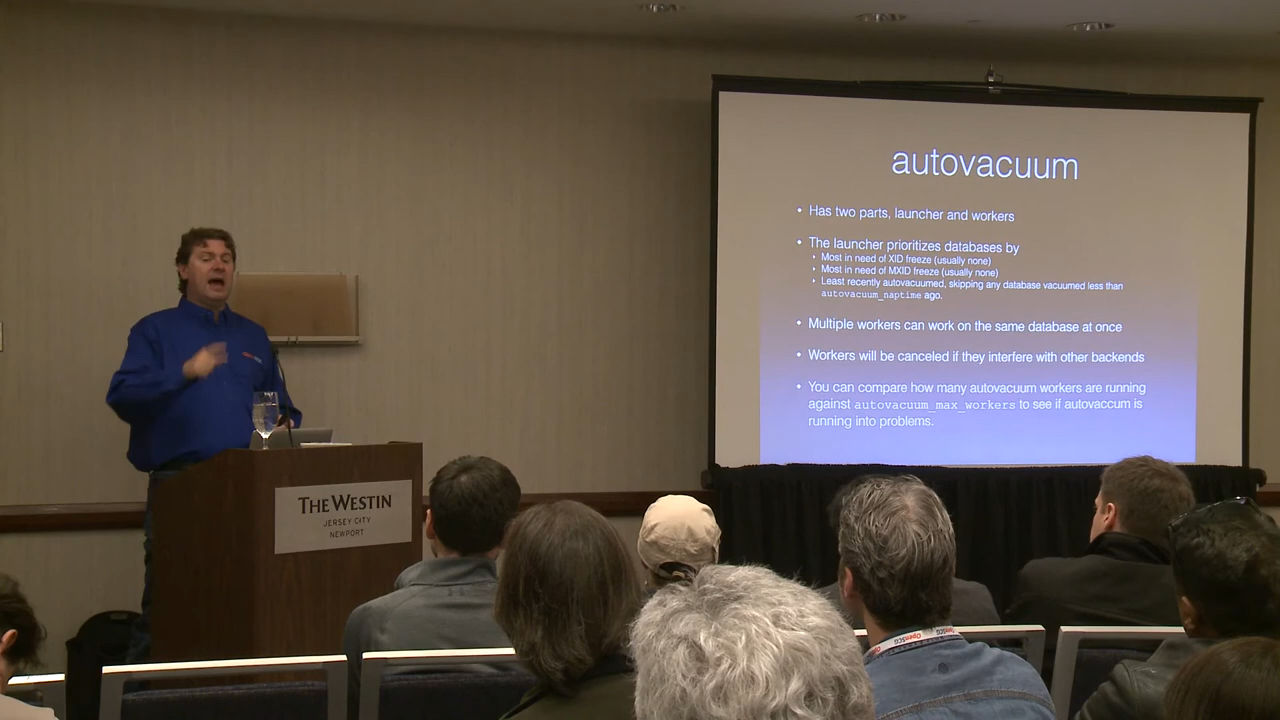 autovacuum
• Has two parts, launcher and workers
• The launcher prioritizes databases by
‣ Most in need of XID freeze (usually none)
‣ Most in need of MXID freeze (usually none)
‣ Least recently autovacuumed, skipping any database vacuumed less than
autovacuum_naptime ago.
• Multiple workers can work on the same database at once
• Workers will be canceled if they interfere with other backends
• You can compare how many autovacuum workers are running
against autovacuum_max_workers to see if autovaccum is
running into problems.
THE WESTIN
JERSEY CITY
NEWPORT
OpenSCG